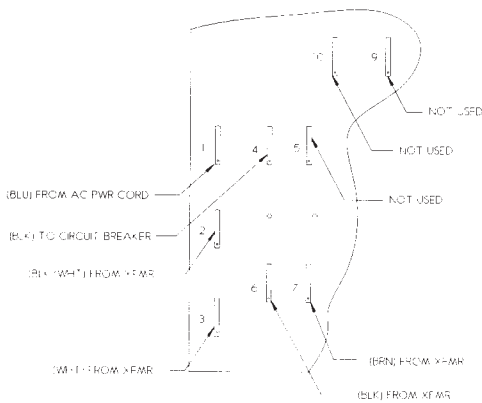 10 9
NOT USED
1 4 5
NOT USED
(BLU) FROM AC PWR CORD
NOT USED
(BLK) TO CIRCUIT BREAKER
2
(BLK/WHT) FROM XFMR
6 7
3
(BRN) FROM XFMR
(WHT) FROM XFMR
(BLK) FROM XFMR